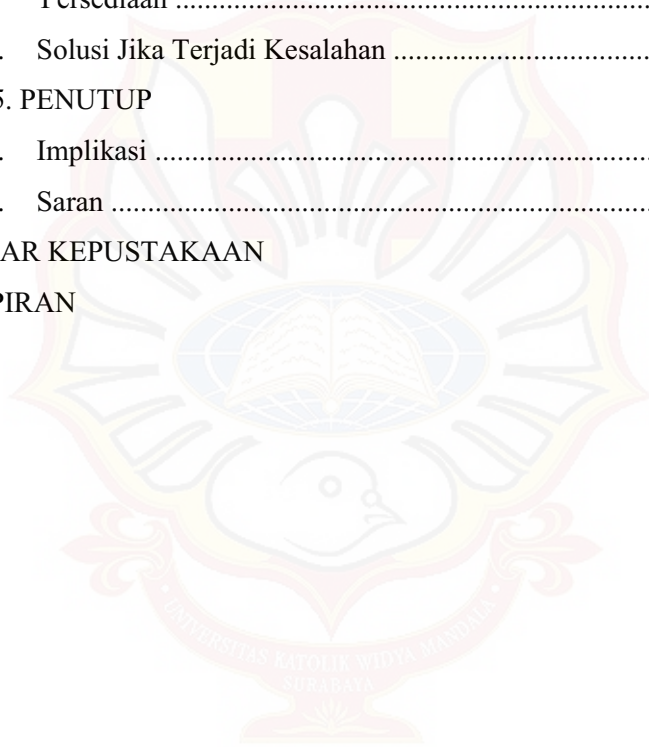 Persediaan ................................................................
. Solusi Jika Terjadi Kesalahan ...................................
5. PENUTUP
. Implikasi ...................................................................
. Saran .........................................................................
AR KEPUSTAKAAN
PIRAN
UNIVERSITAS KATOLIK WIDYA MANDALA
SURABAYA